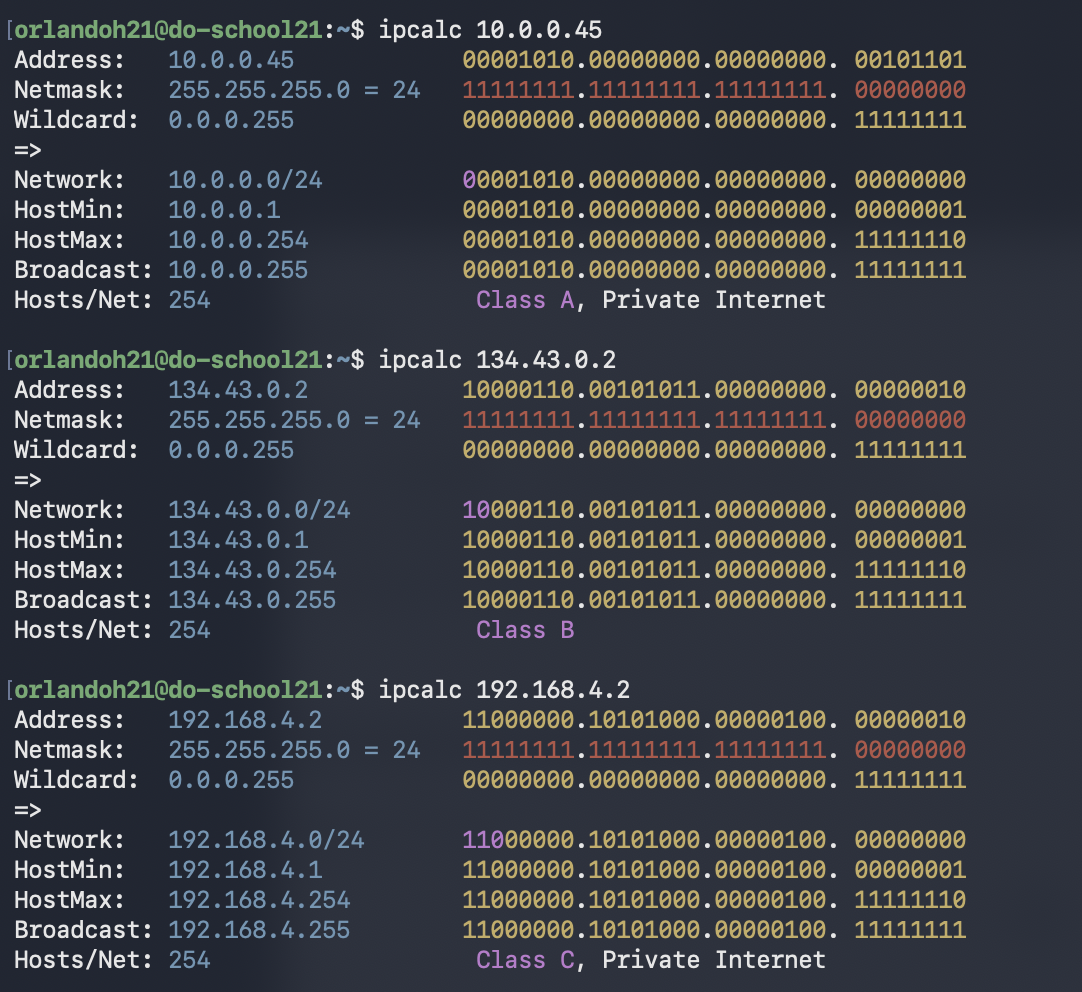 [orlandoh21@do-school21:~$ ipcalc 10.0.0.45
Address:   10.0.0.45            00001010.00000000.00000000. 00101101
Netmask:   255.255.255.0 = 24   11111111.11111111.11111111. 00000000
Wildcard:  0.0.0.255            00000000.00000000.00000000. 11111111
=>
Network:   10.0.0.0/24          00001010.00000000.00000000. 00000000
HostMin:   10.0.0.1             00001010.00000000.00000000. 00000001
HostMax:   10.0.0.254           00001010.00000000.00000000. 11111110
Broadcast: 10.0.0.255           00001010.00000000.00000000. 11111111
Hosts/Net: 254                   Class A, Private Internet
[orlandoh21@do-school21:~$ ipcalc 134.43.0.2
Address:   134.43.0.2           10000110.00101011.00000000. 00000010
Netmask:   255.255.255.0 = 24   11111111.11111111.11111111. 00000000
Wildcard:  0.0.0.255            00000000.00000000.00000000. 11111111
=>
Network:   134.43.0.0/24        10000110.00101011.00000000. 00000000
HostMin:   134.43.0.1           10000110.00101011.00000000. 00000001
HostMax:   134.43.0.254         10000110.00101011.00000000. 11111110
Broadcast: 134.43.0.255         10000110.00101011.00000000. 11111111
Hosts/Net: 254                   Class B
[orlandoh21@do-school21:~$ ipcalc 192.168.4.2
Address:   192.168.4.2          11000000.10101000.00000100. 00000010
Netmask:   255.255.255.0 = 24   11111111.11111111.11111111. 00000000
Wildcard:  0.0.0.255            00000000.00000000.00000000. 11111111
=>
Network:   192.168.4.0/24       11000000.10101000.00000100. 00000000
HostMin:   192.168.4.1          11000000.10101000.00000100. 00000001
HostMax:   192.168.4.254        11000000.10101000.00000100. 11111110
Broadcast: 192.168.4.255        11000000.10101000.00000100. 11111111
Hosts/Net: 254                   Class C, Private Internet